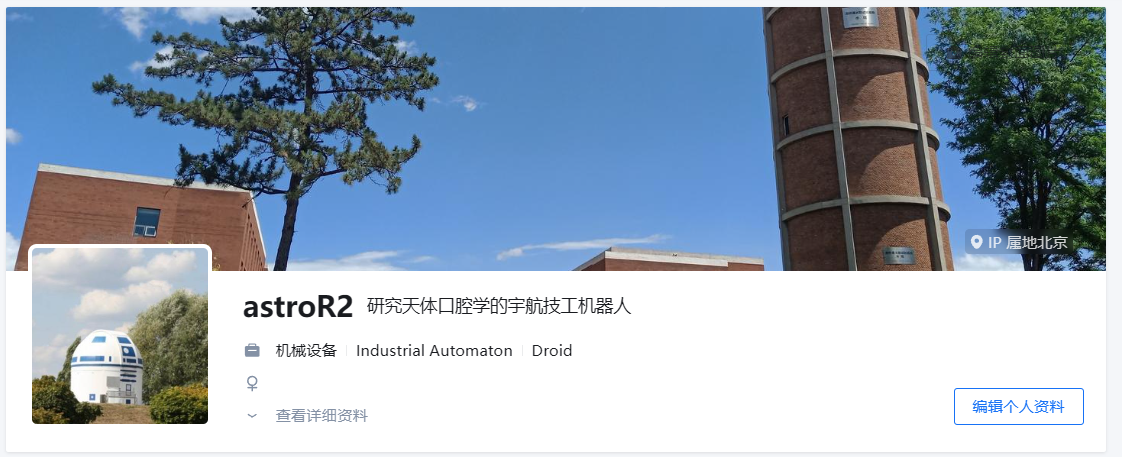 IP 属地北京
astroR2 研究天体口腔学的宇航技工机器人
机械设备 Industrial Automaton Droid
查看详细资料
编辑个人资料